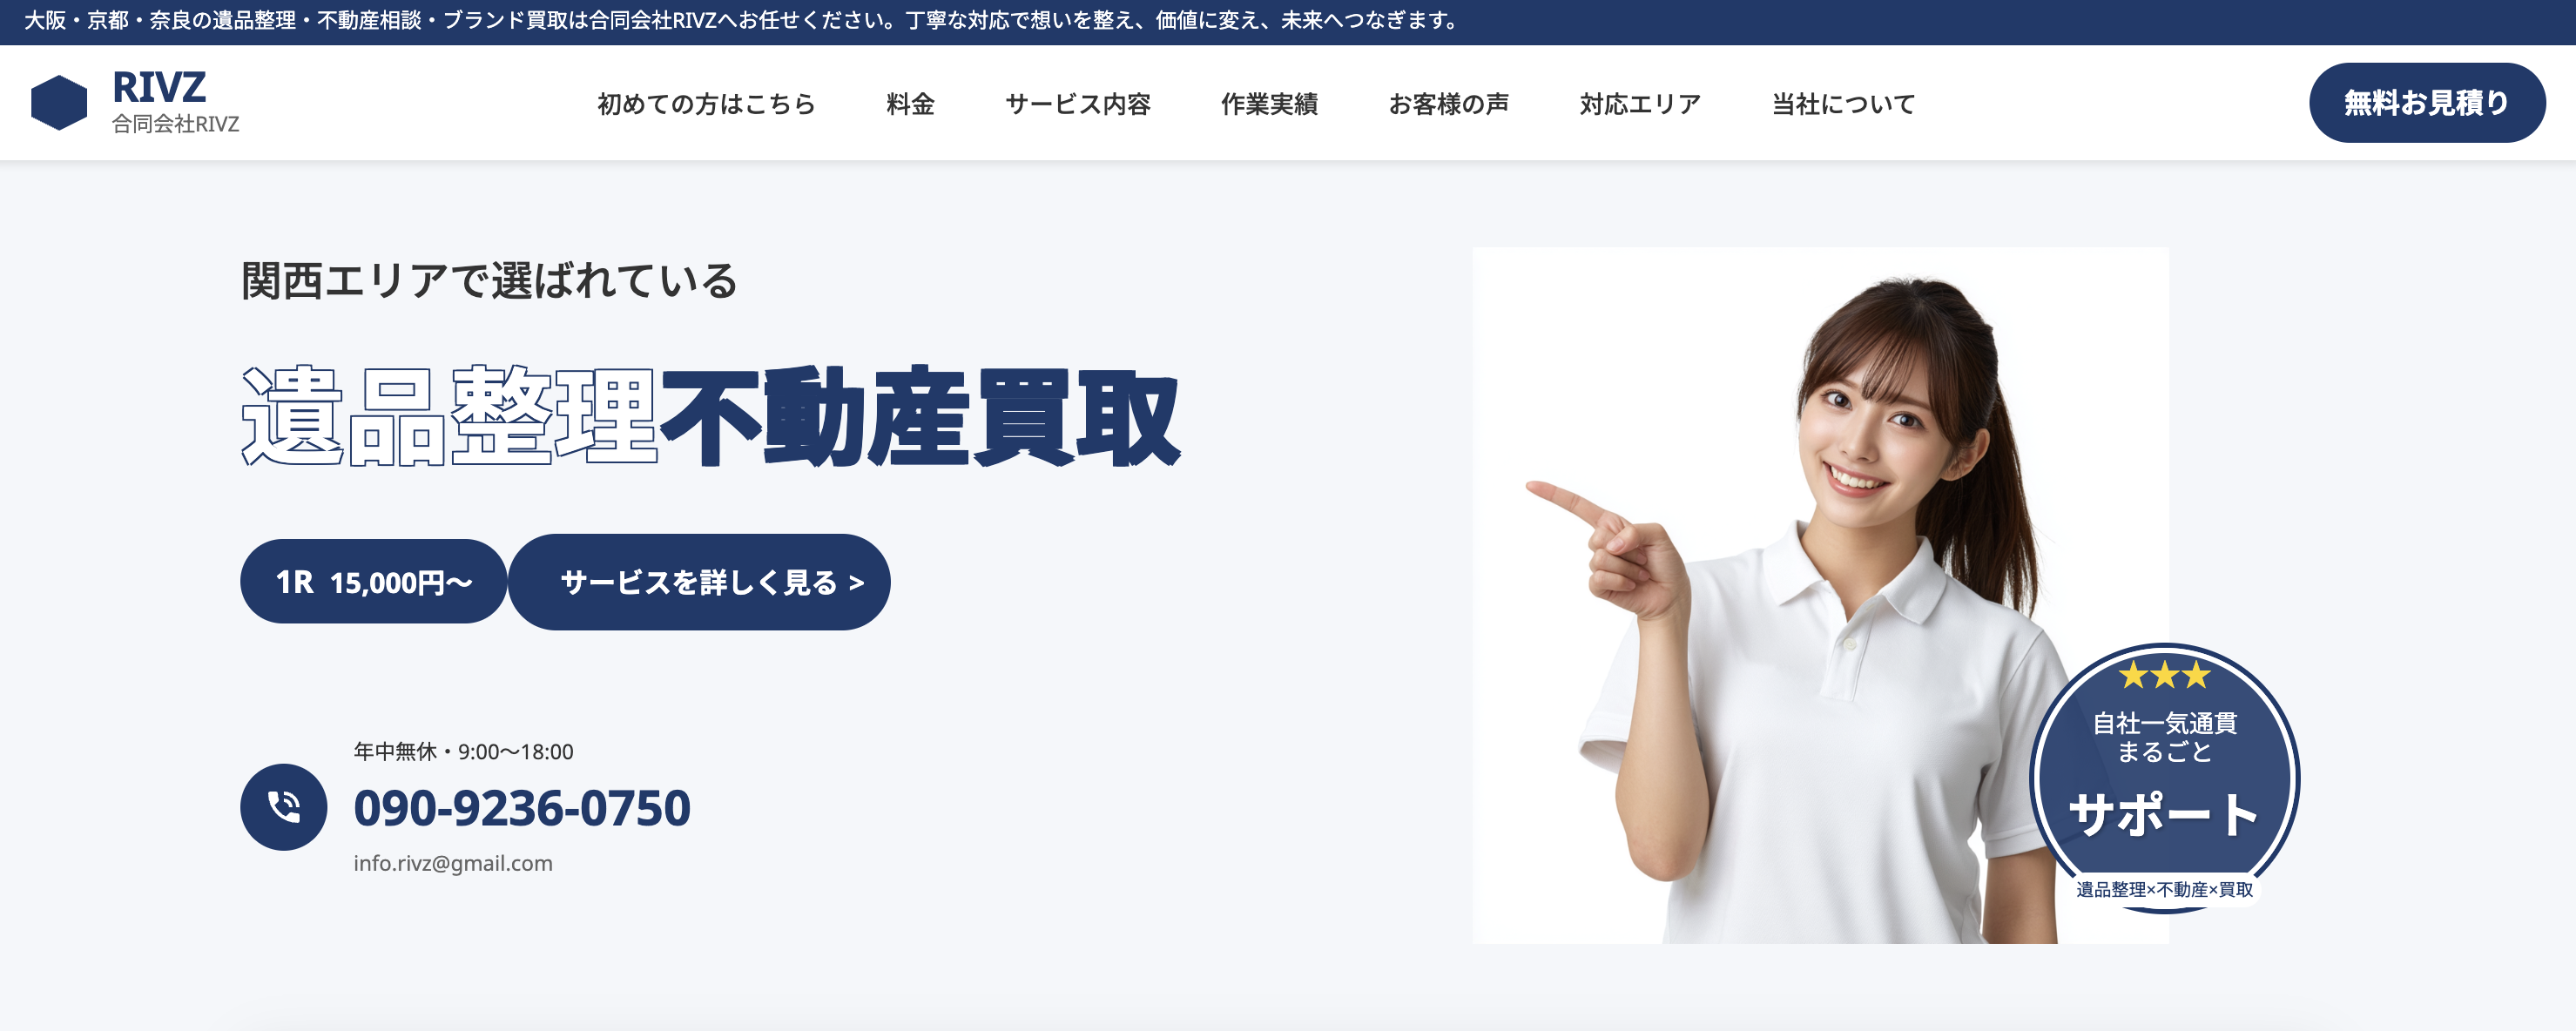 大阪・京都・奈良の遺品整理・不動産相談・ブランド買取は合同会社RIVZへお任せください。丁寧な対応で想いを整え、価値に変え、未来へつなぎます。
RIVZ
合同会社RIVZ
初めての方はこちら
料金
サービス内容
作業実績
お客様の声
対応エリア
当社について
無料お見積り
関西エリアで選ばれている
遺品整理不動産買取
1R 15,000円〜
サービスを詳しく見る >
年中無休・9:00〜18:00
090-9236-0750
info.rivz@gmail.com
★★★
自社一気通貫
まるごと
サポート
遺品整理×不動産×買取